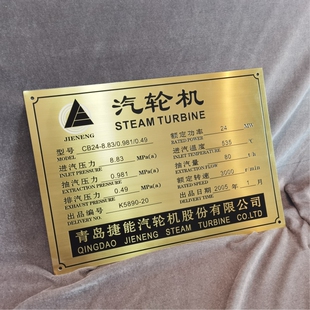 汽轮机
STEAM TURBINE
JIENENG
型号 CB24-8.83/0.981/0.49
MODEL
额定功率 24 MW
RATED POWER
进汽压力 8.83 MPa(a)
INLET PRESSURE
进汽温度 535 ℃
INLET TEMPERATURE
抽汽压力 0.981 MPa(a)
EXTRACTION PRESSURE
抽汽量 80 t/h
EXTRACTION FLOW
排汽压力 0.49 MPa(a)
EXHAUST PRESSURE
额定转速 3000 r/min
RATED SPEED
出品编号 K5890-20
DELIVERY NO.
出品日期 2005 年 1 月
青岛捷能汽轮机股份有限公司
QINGDAO JIENENG STEAM TURBINE CO.LTD